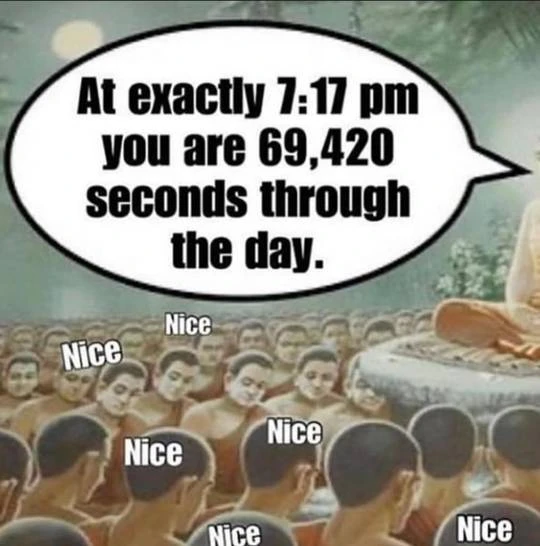 At exactly 7:17 pm
you are 69,420
seconds through
the day.
Nice
Nice
Nice
Nice
Nice
Nice